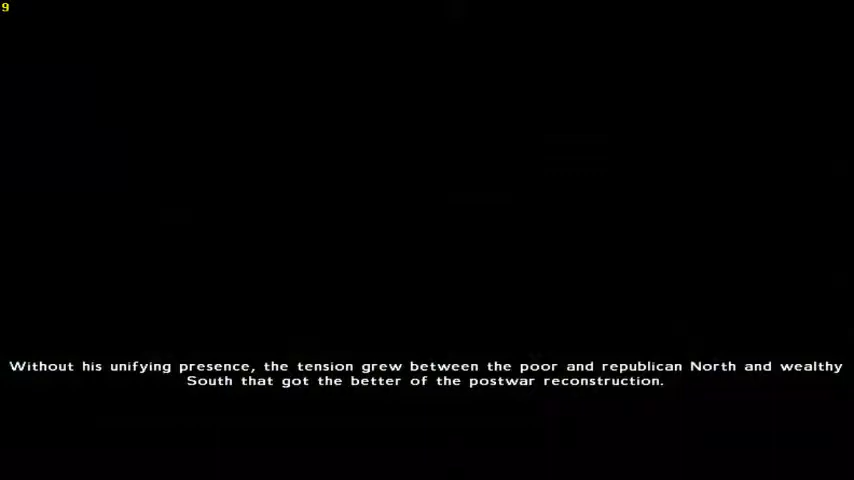 9
Without his unifying presence, the tension grew between the poor and republican North and wealthy
South that got the better of the postwar reconstruction.